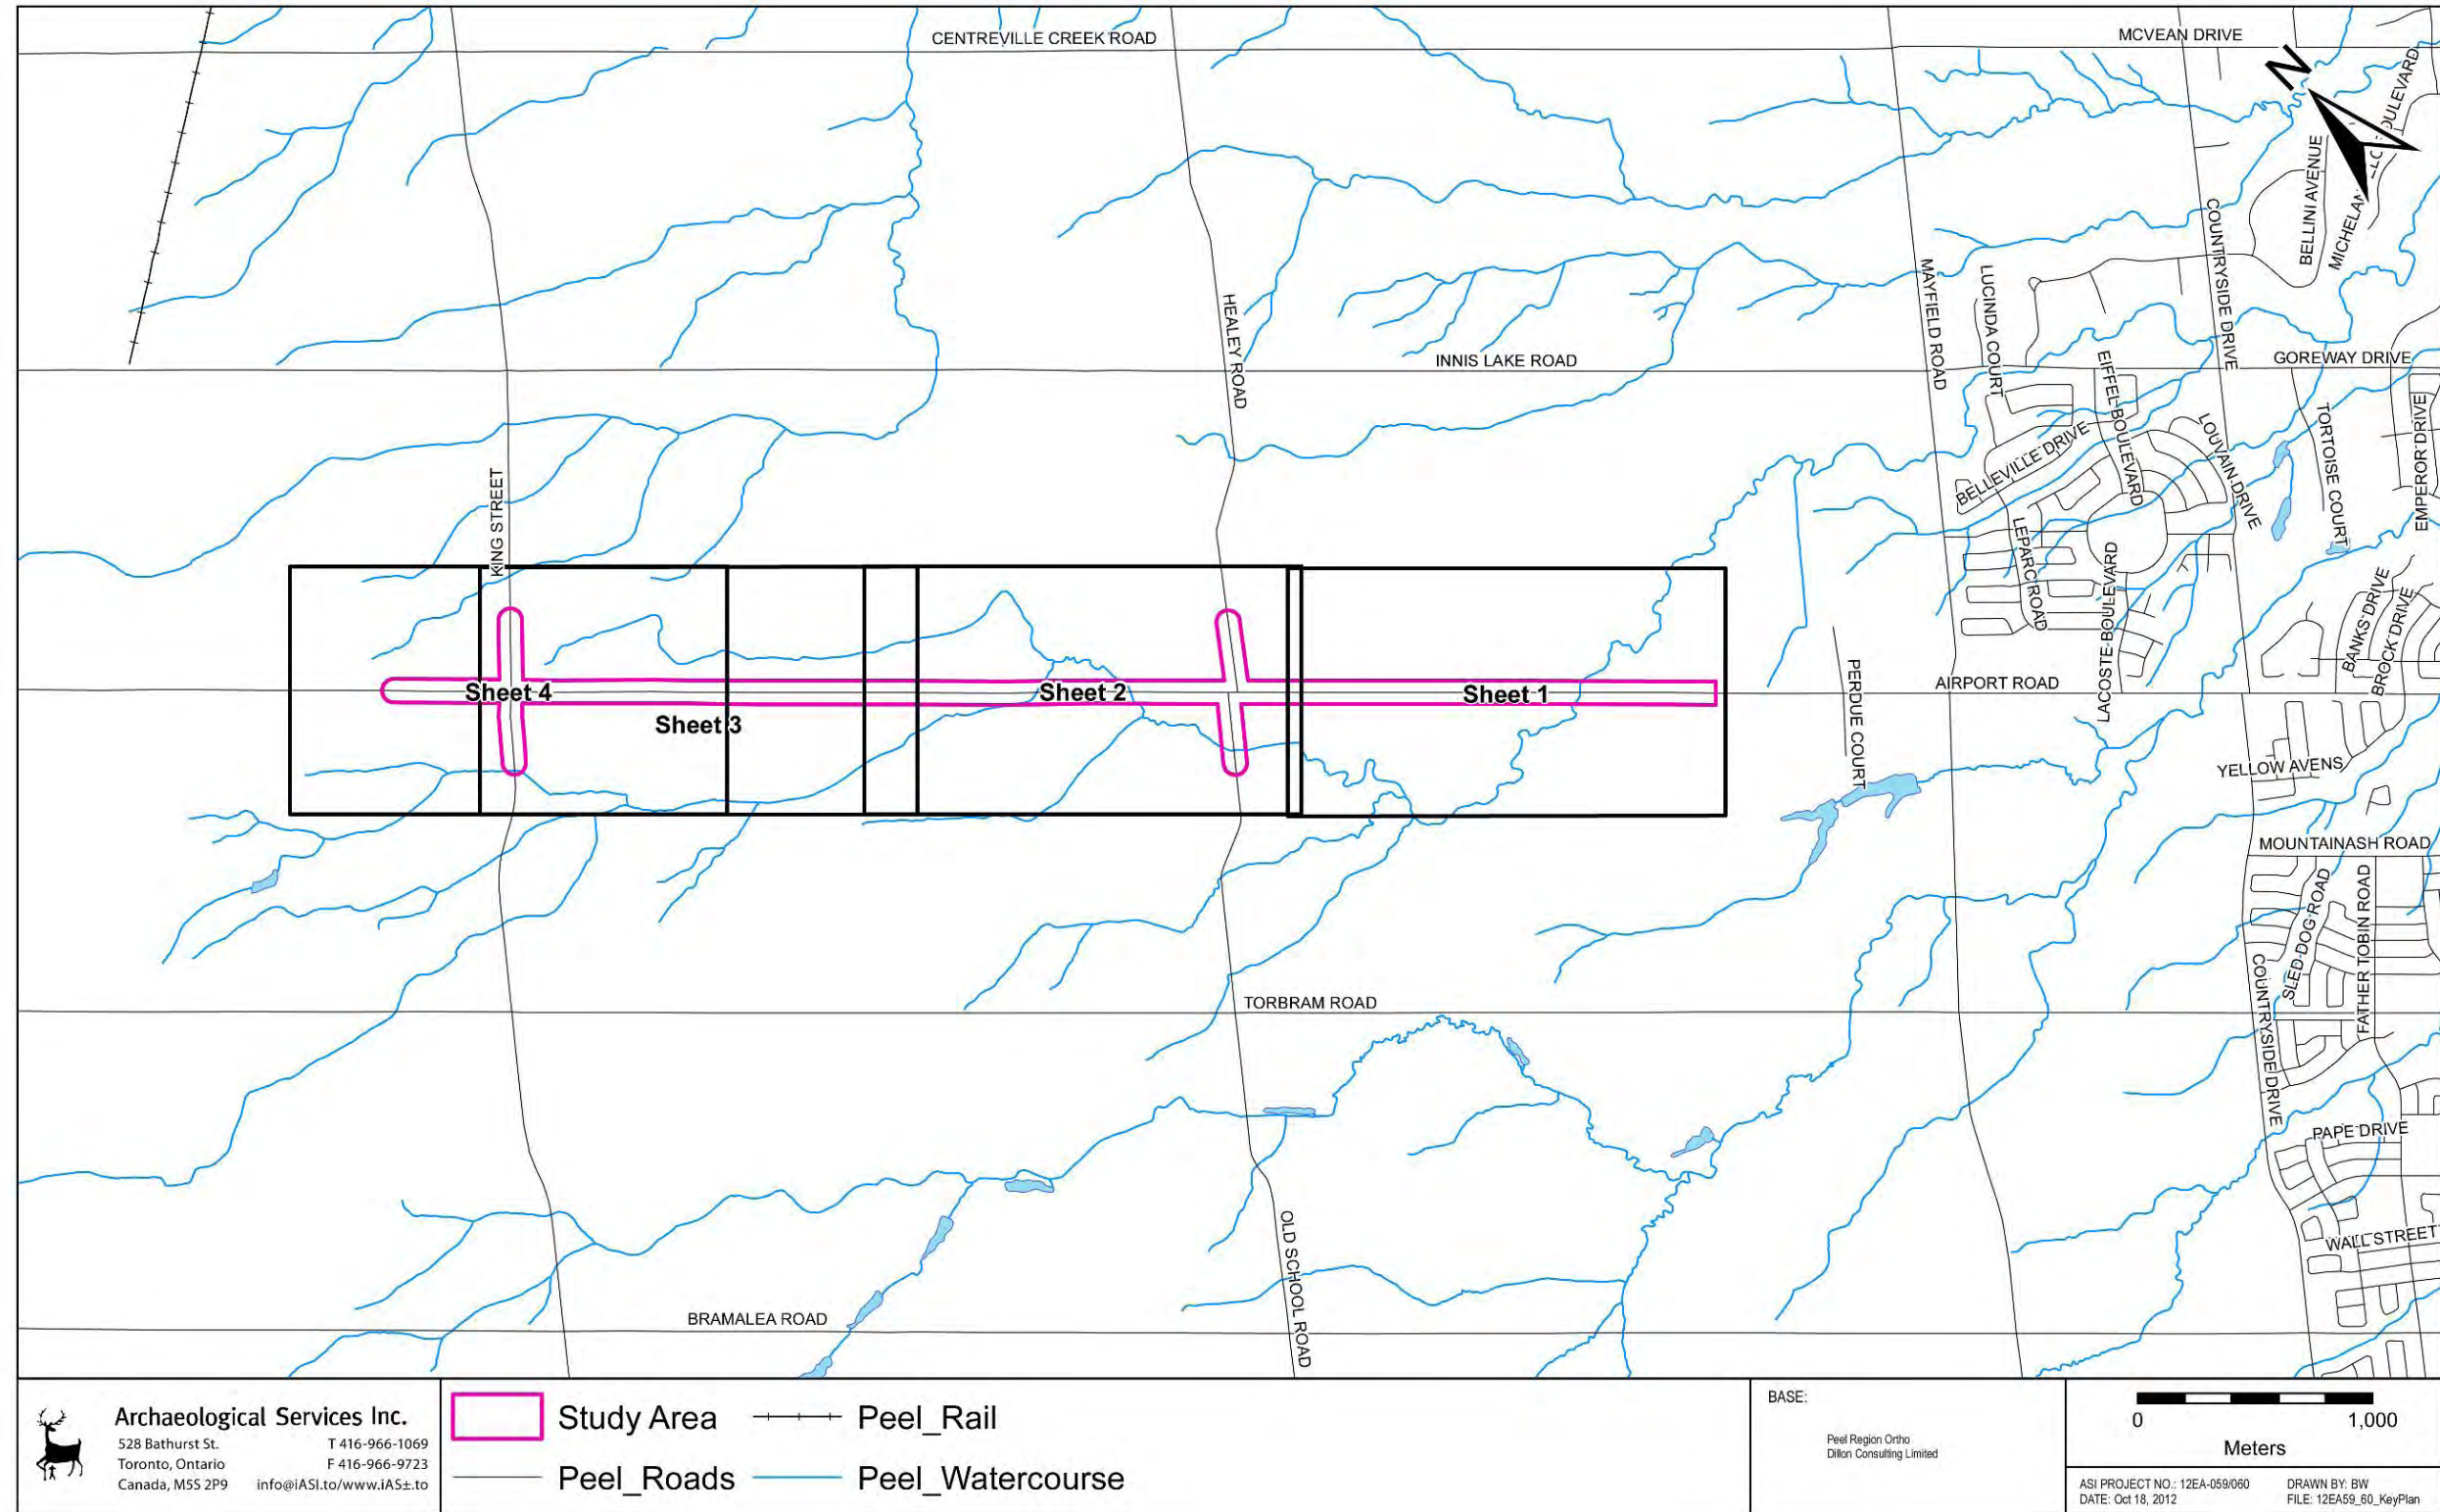 CENTREVILLE CREEK ROAD
MCVEAN DRIVE
N
BELLINI AVENUE
COUNTRYSIDE DRIVE
MAYFIELD ROAD
LUCINDA COURT
HEALEY ROAD
INNIS LAKE ROAD
GOREWAY DRIVE
EIFFEL BOULEVARD
TORTOISE COURT
EMPEROR DRIVE
LOUVAIN DRIVE
BELLEVILLE DRIVE
KING STREET
LEPARC ROAD
LACOSTE BOULEVARD
BANKS DRIVE
BROCK DRIVE
PERDUE COURT
AIRPORT ROAD
Sheet 4
Sheet 3
Sheet 2
Sheet 1
YELLOW AVENS
MOUNTAINASH ROAD
SLED DOG ROAD
FATHER TOBIN ROAD
COUNTRYSIDE DRIVE
TORBRAM ROAD
PAPE DRIVE
WALL STREET
OLD SCHOOL ROAD
BRAMALEA ROAD
Archaeological Services Inc.
528 Bathurst St. T 416-966-1069
Toronto, Ontario F 416-966-9723
Canada, M5S 2P9 info@iASI.to/www.iAS±.to
Study Area
Peel_Rail
Peel_Roads
Peel_Watercourse
BASE:
Peel Region Ortho
Dillon Consulting Limited
0 1,000
Meters
ASI PROJECT NO.: 12EA-059/060 DRAWN BY: BW
DATE: Oct 18, 2012 FILE: 12EA59_60_KeyPlan